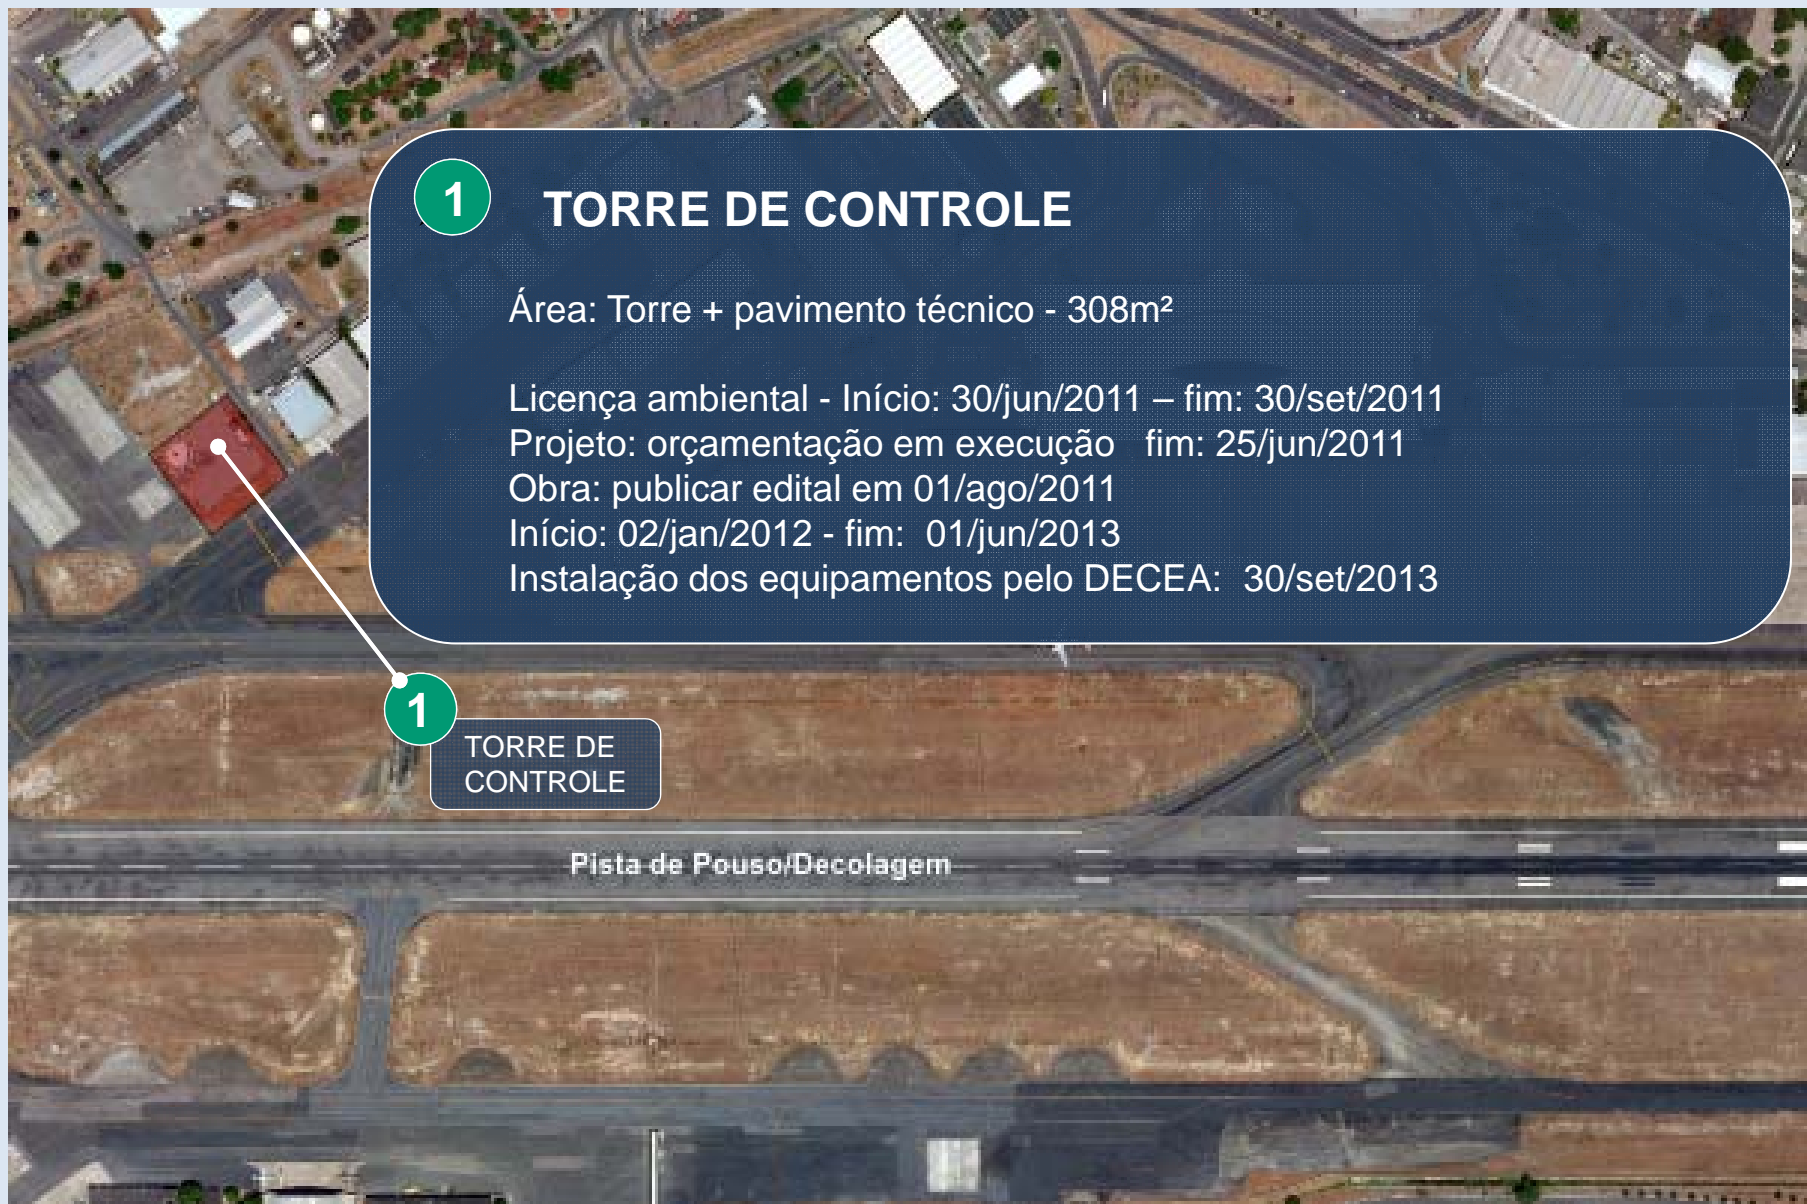 1
TORRE DE CONTROLE
Área: Torre + pavimento técnico - 308m²
Licença ambiental - Início: 30/jun/2011 – fim: 30/set/2011
Projeto: orçamentação em execução fim: 25/jun/2011
Obra: publicar edital em 01/ago/2011
Início: 02/jan/2012 - fim: 01/jun/2013
Instalação dos equipamentos pelo DECEA: 30/set/2013
1
TORRE DE
CONTROLE
Pista de Pouso/Decolagem